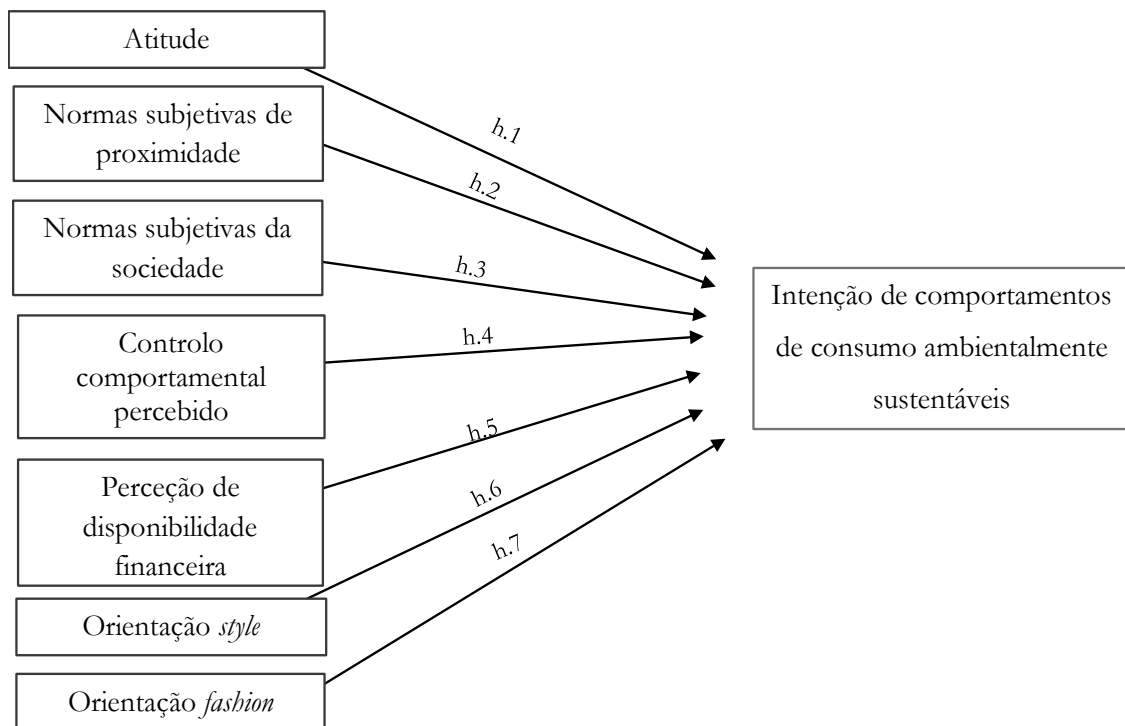 Atitude
h.1
Normas subjetivas de
proximidade
h.2
Normas subjetivas da
sociedade
h.3
Controlo
comportamental
percebido
h.4
Perceção de
disponibilidade
financeira
h.5
Orientação style
h.6
Orientação fashion
h.7
Intenção de comportamentos
de consumo ambientalmente
sustentáveis